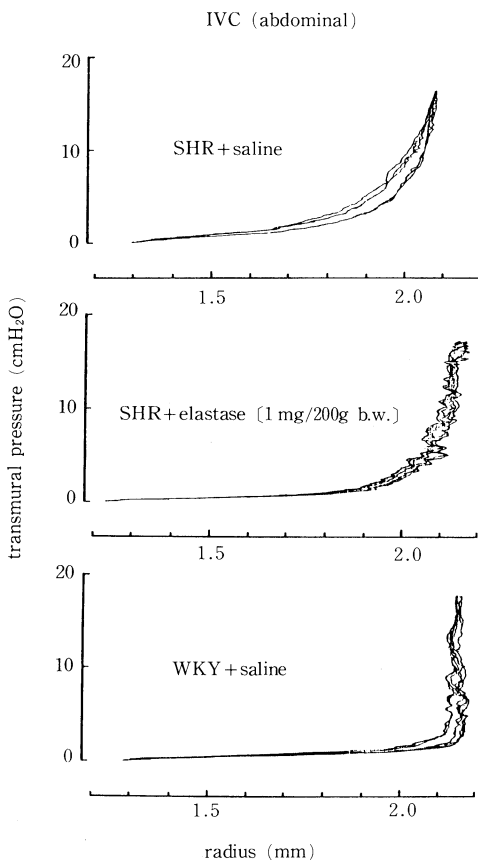 IVC (abdominal)
20
10
0
SHR+saline
1.5
2.0
20
10
0
SHR+elastase 〔1 mg/200g b.w.〕
1.5
2.0
20
10
0
WKY+saline
1.5
2.0
transmural pressure (cmH₂O)
radius (mm)